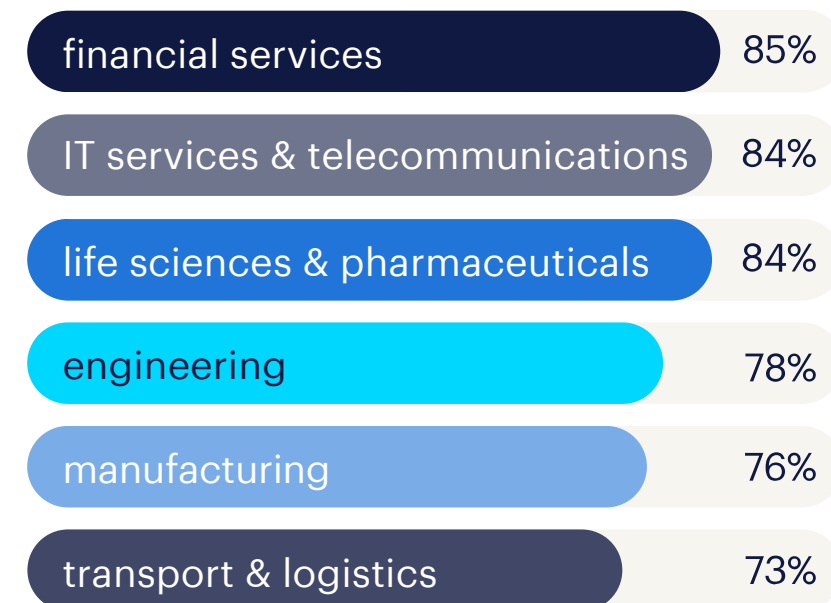 financial services 85%
IT services & telecommunications 84%
life sciences & pharmaceuticals 84%
engineering 78%
manufacturing 76%
transport & logistics 73%